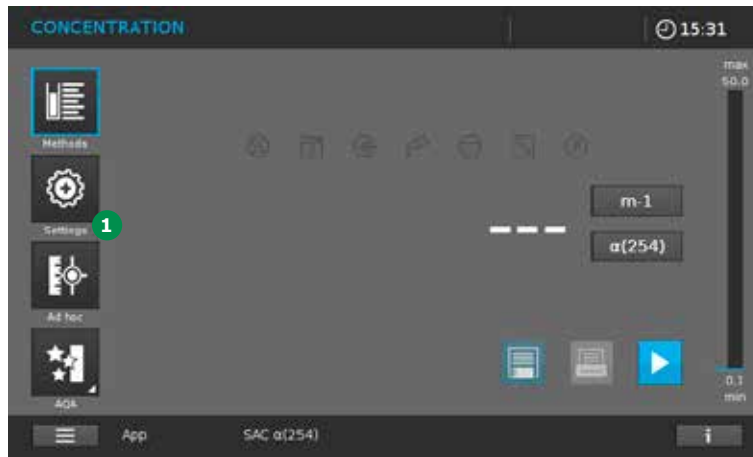 CONCENTRATION 15:31
max
50.0
Methods
Settings 1
m-1
α(254)
Ad hoc
AQA
0.1
min
App SAC α(254) i